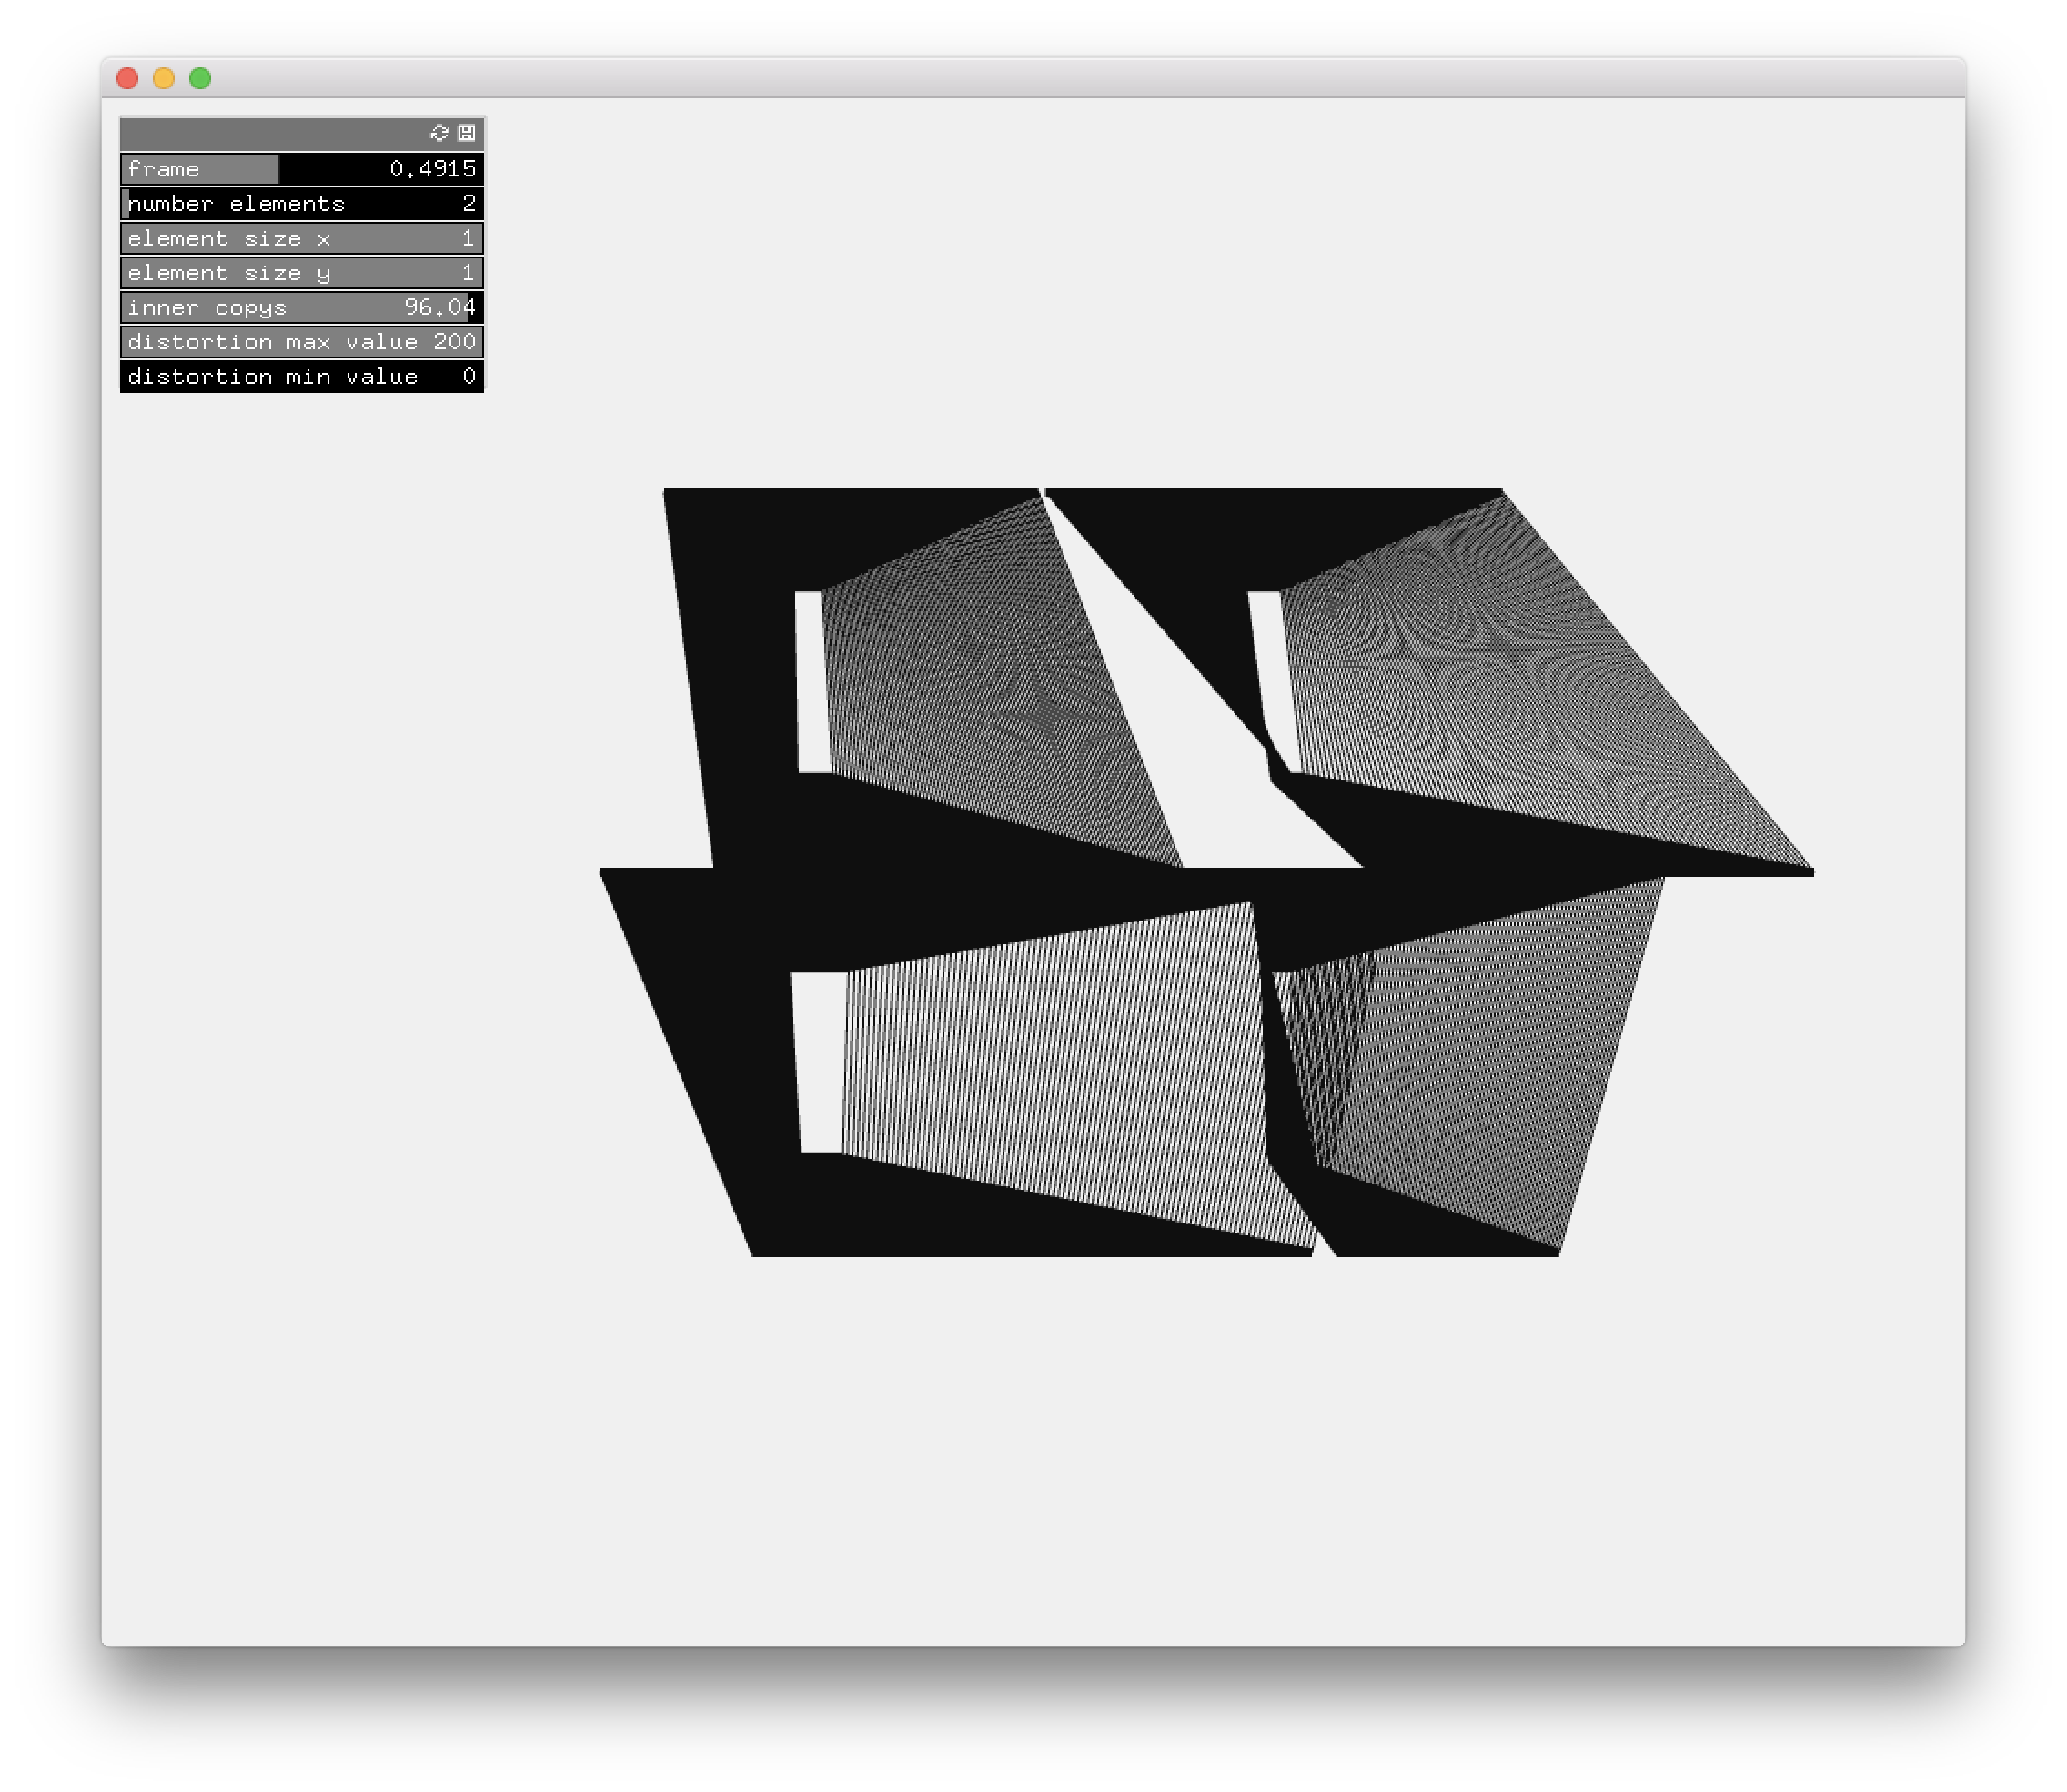 frame 0.4915
number elements 2
element size x 1
element size y 1
inner copys 96.04
distortion max value 200
distortion min value 0